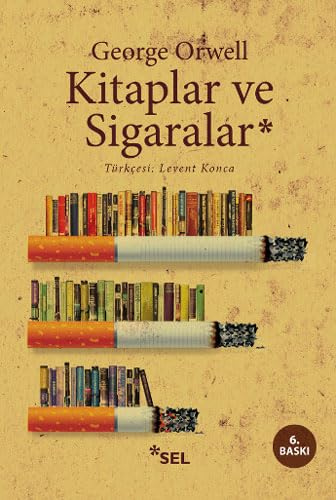 George Orwell
Kitaplar ve
Sigaralar*
Türkçesi: Levent Konca
6.
BASKI
*SEL